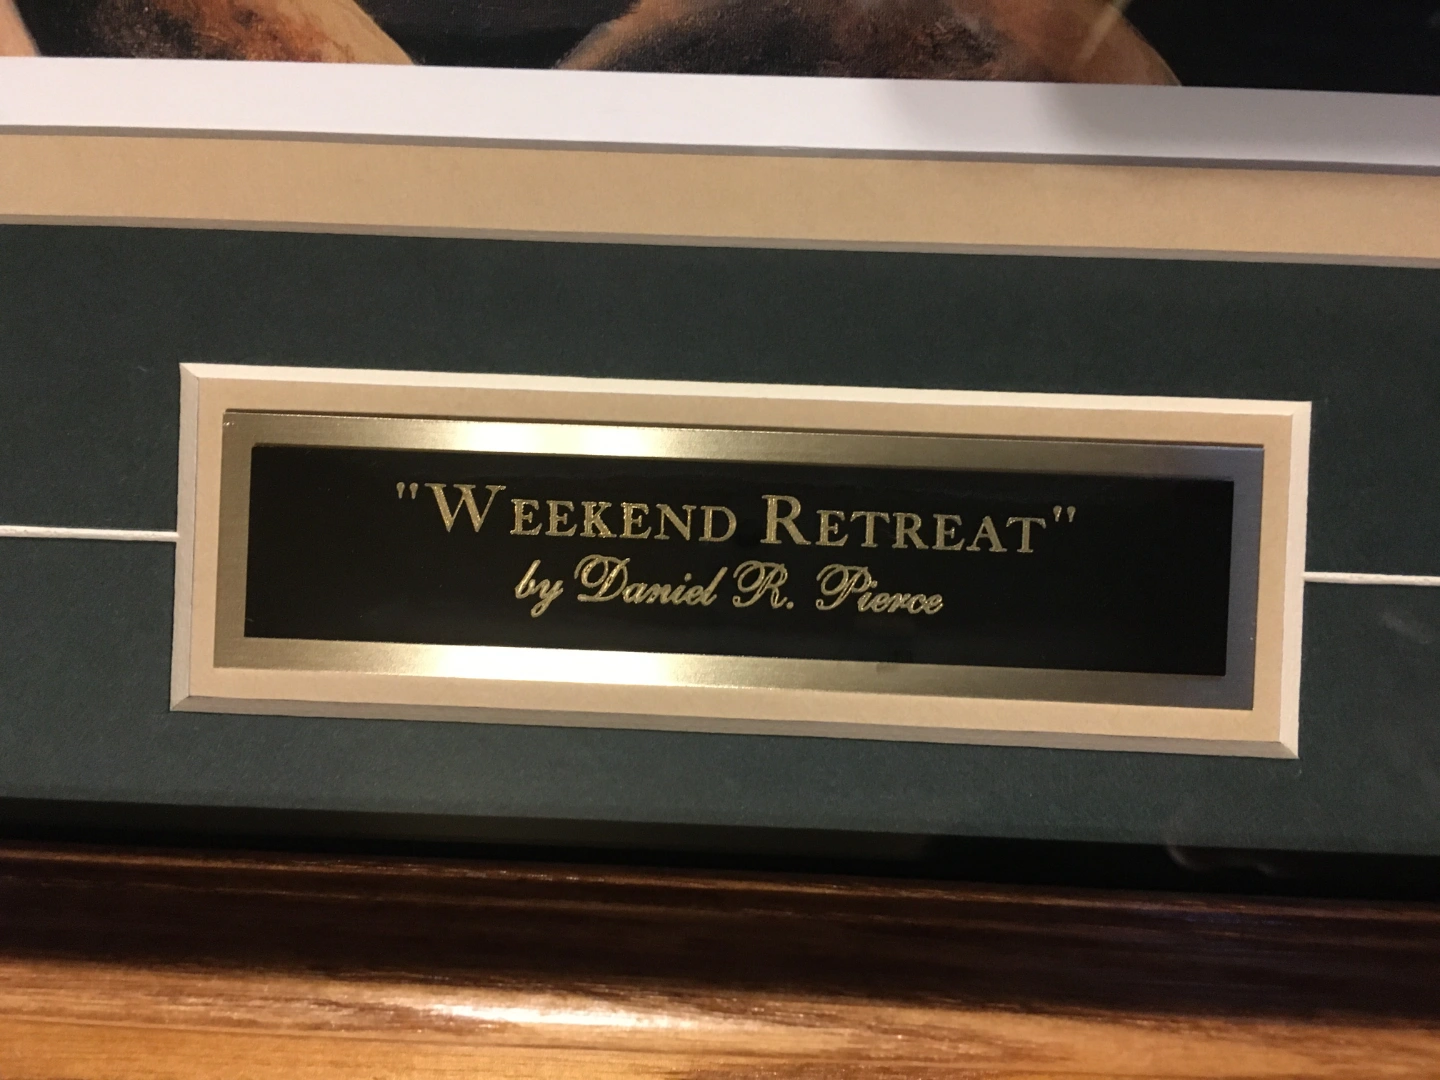 "WEEKEND RETREAT"
by Daniel R. Pierce